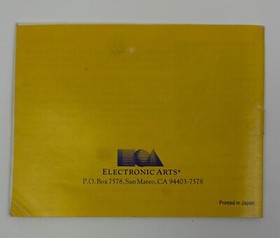 ELECTRONIC ARTS®
P.O. Box 7578, San Mateo, CA 94403-7578
Printed in Japan